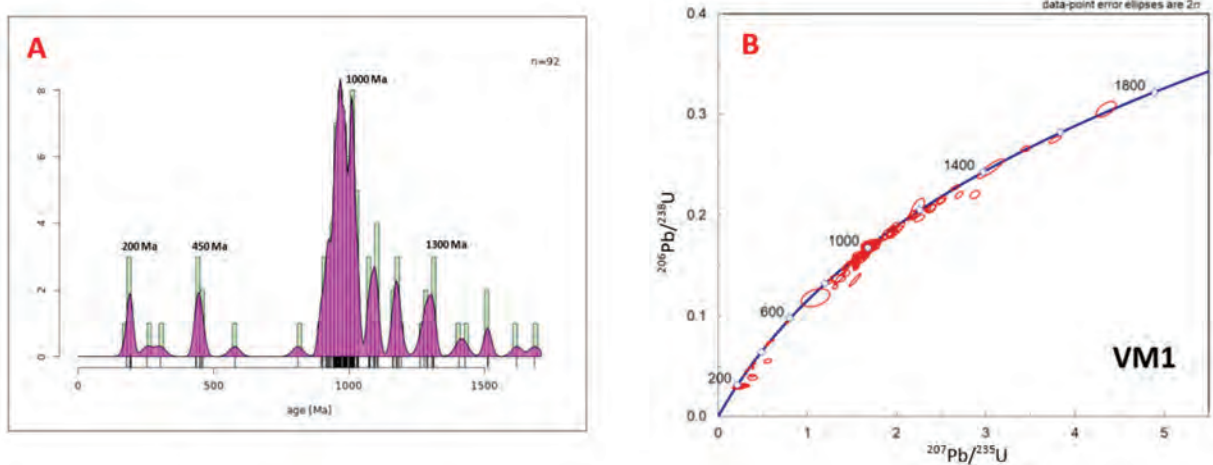 A
n=92
1000 Ma
200 Ma
450 Ma
1300 Ma
8
6
4
2
0
0 500 1000 1500
age (Ma)
data-point error ellipses are 2σ
B
0.4
0.3
0.2
0.1
0.0
1800
1400
1000
600
200
VM1
206Pb/238U
0 1 2 3 4 5
207Pb/235U